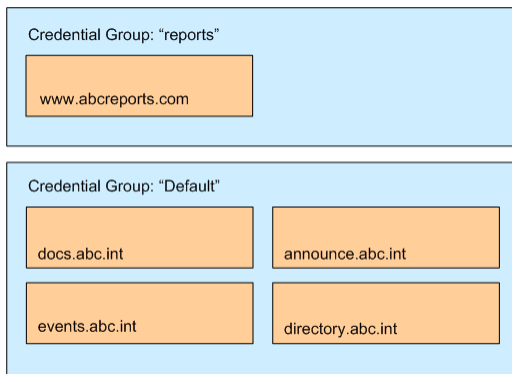 Credential Group: “reports”
www.abcreports.com
Credential Group: “Default”
docs.abc.int
announce.abc.int
events.abc.int
directory.abc.int